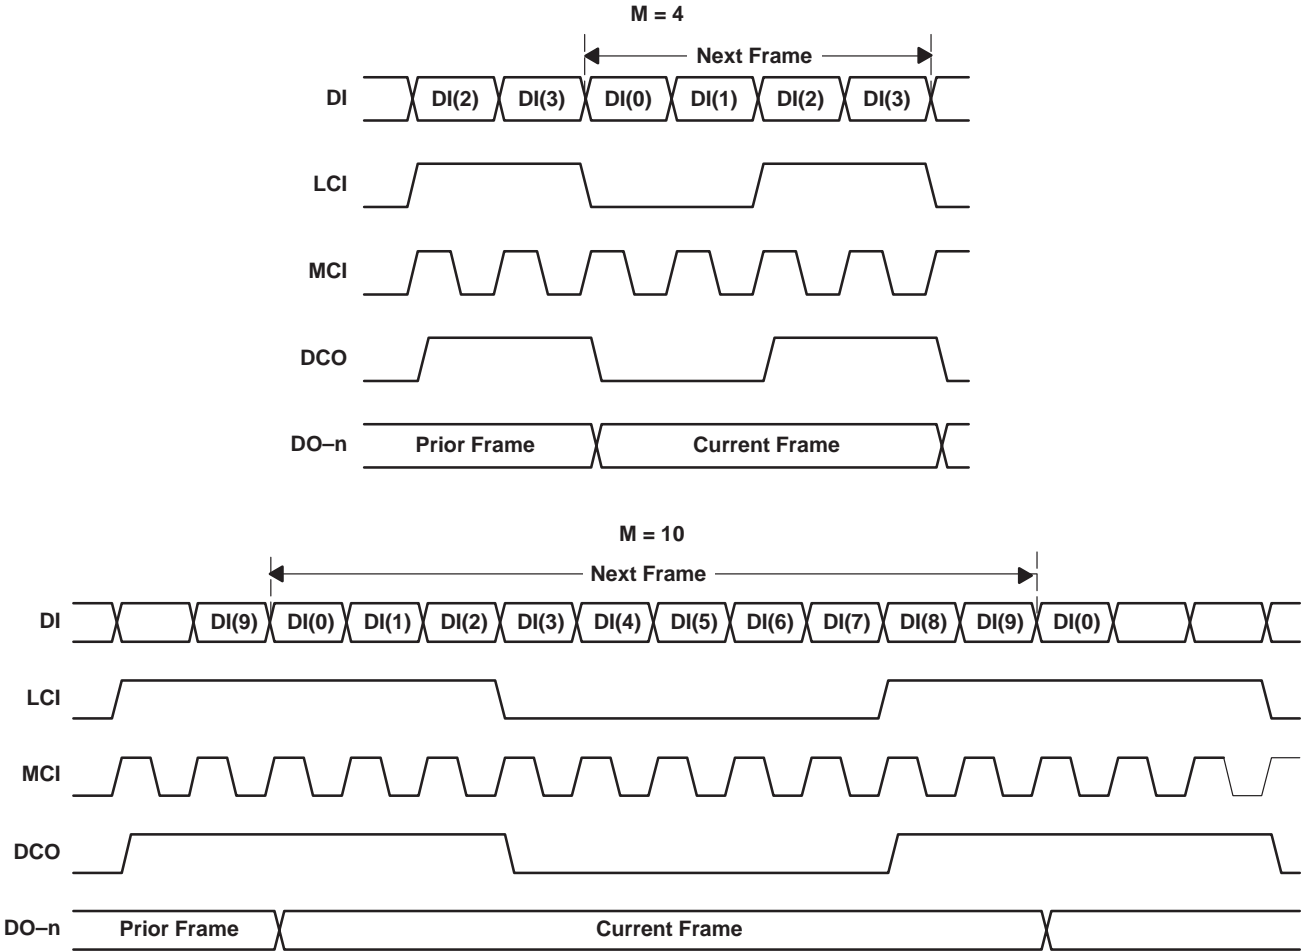 M = 4
Next Frame
DI
DI(2) DI(3) DI(0) DI(1) DI(2) DI(3)
LCI
MCI
DCO
DO–n
Prior Frame Current Frame
M = 10
Next Frame
DI
DI(9) DI(0) DI(1) DI(2) DI(3) DI(4) DI(5) DI(6) DI(7) DI(8) DI(9) DI(0)
LCI
MCI
DCO
DO–n
Prior Frame Current Frame